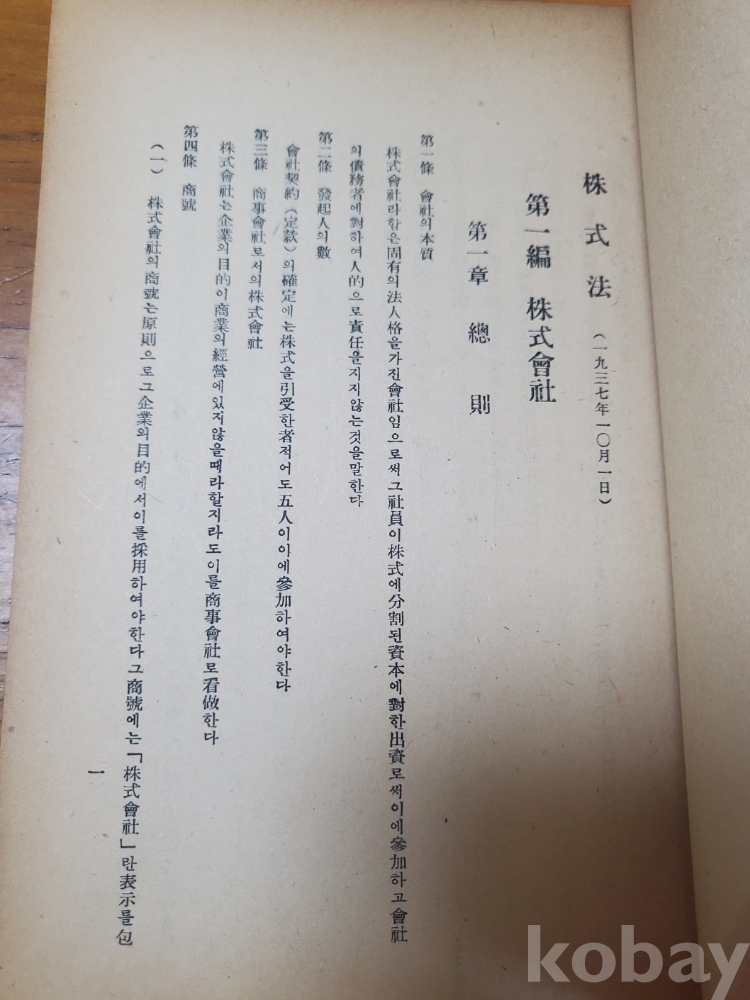 株式法 (一九三七年一〇月一日)
第一編 株式會社
第一章 總則
第一條 會社의本質
株式會社라함은固有의法人格을가진會社임으로써그社員이株式에分割된資本에對한出資로써이에參加하고會社
의債務者에對하여人的으로責任을지지않는것을말한다
第二條 發起人의數
會社契約(定款)의確定에는株式을引受한者적어도五人이이에參加하여야한다
第三條 商事會社로서의株式會社
株式會社는企業의目的이商業의經營에있지않을때라할지라도이를商事會社로看做한다
第四條 商號
(一) 株式會社의商號는原則으로그企業의目的에서이를採用하여야한다그商號에는「株式會社」란表示를包
一
kobay